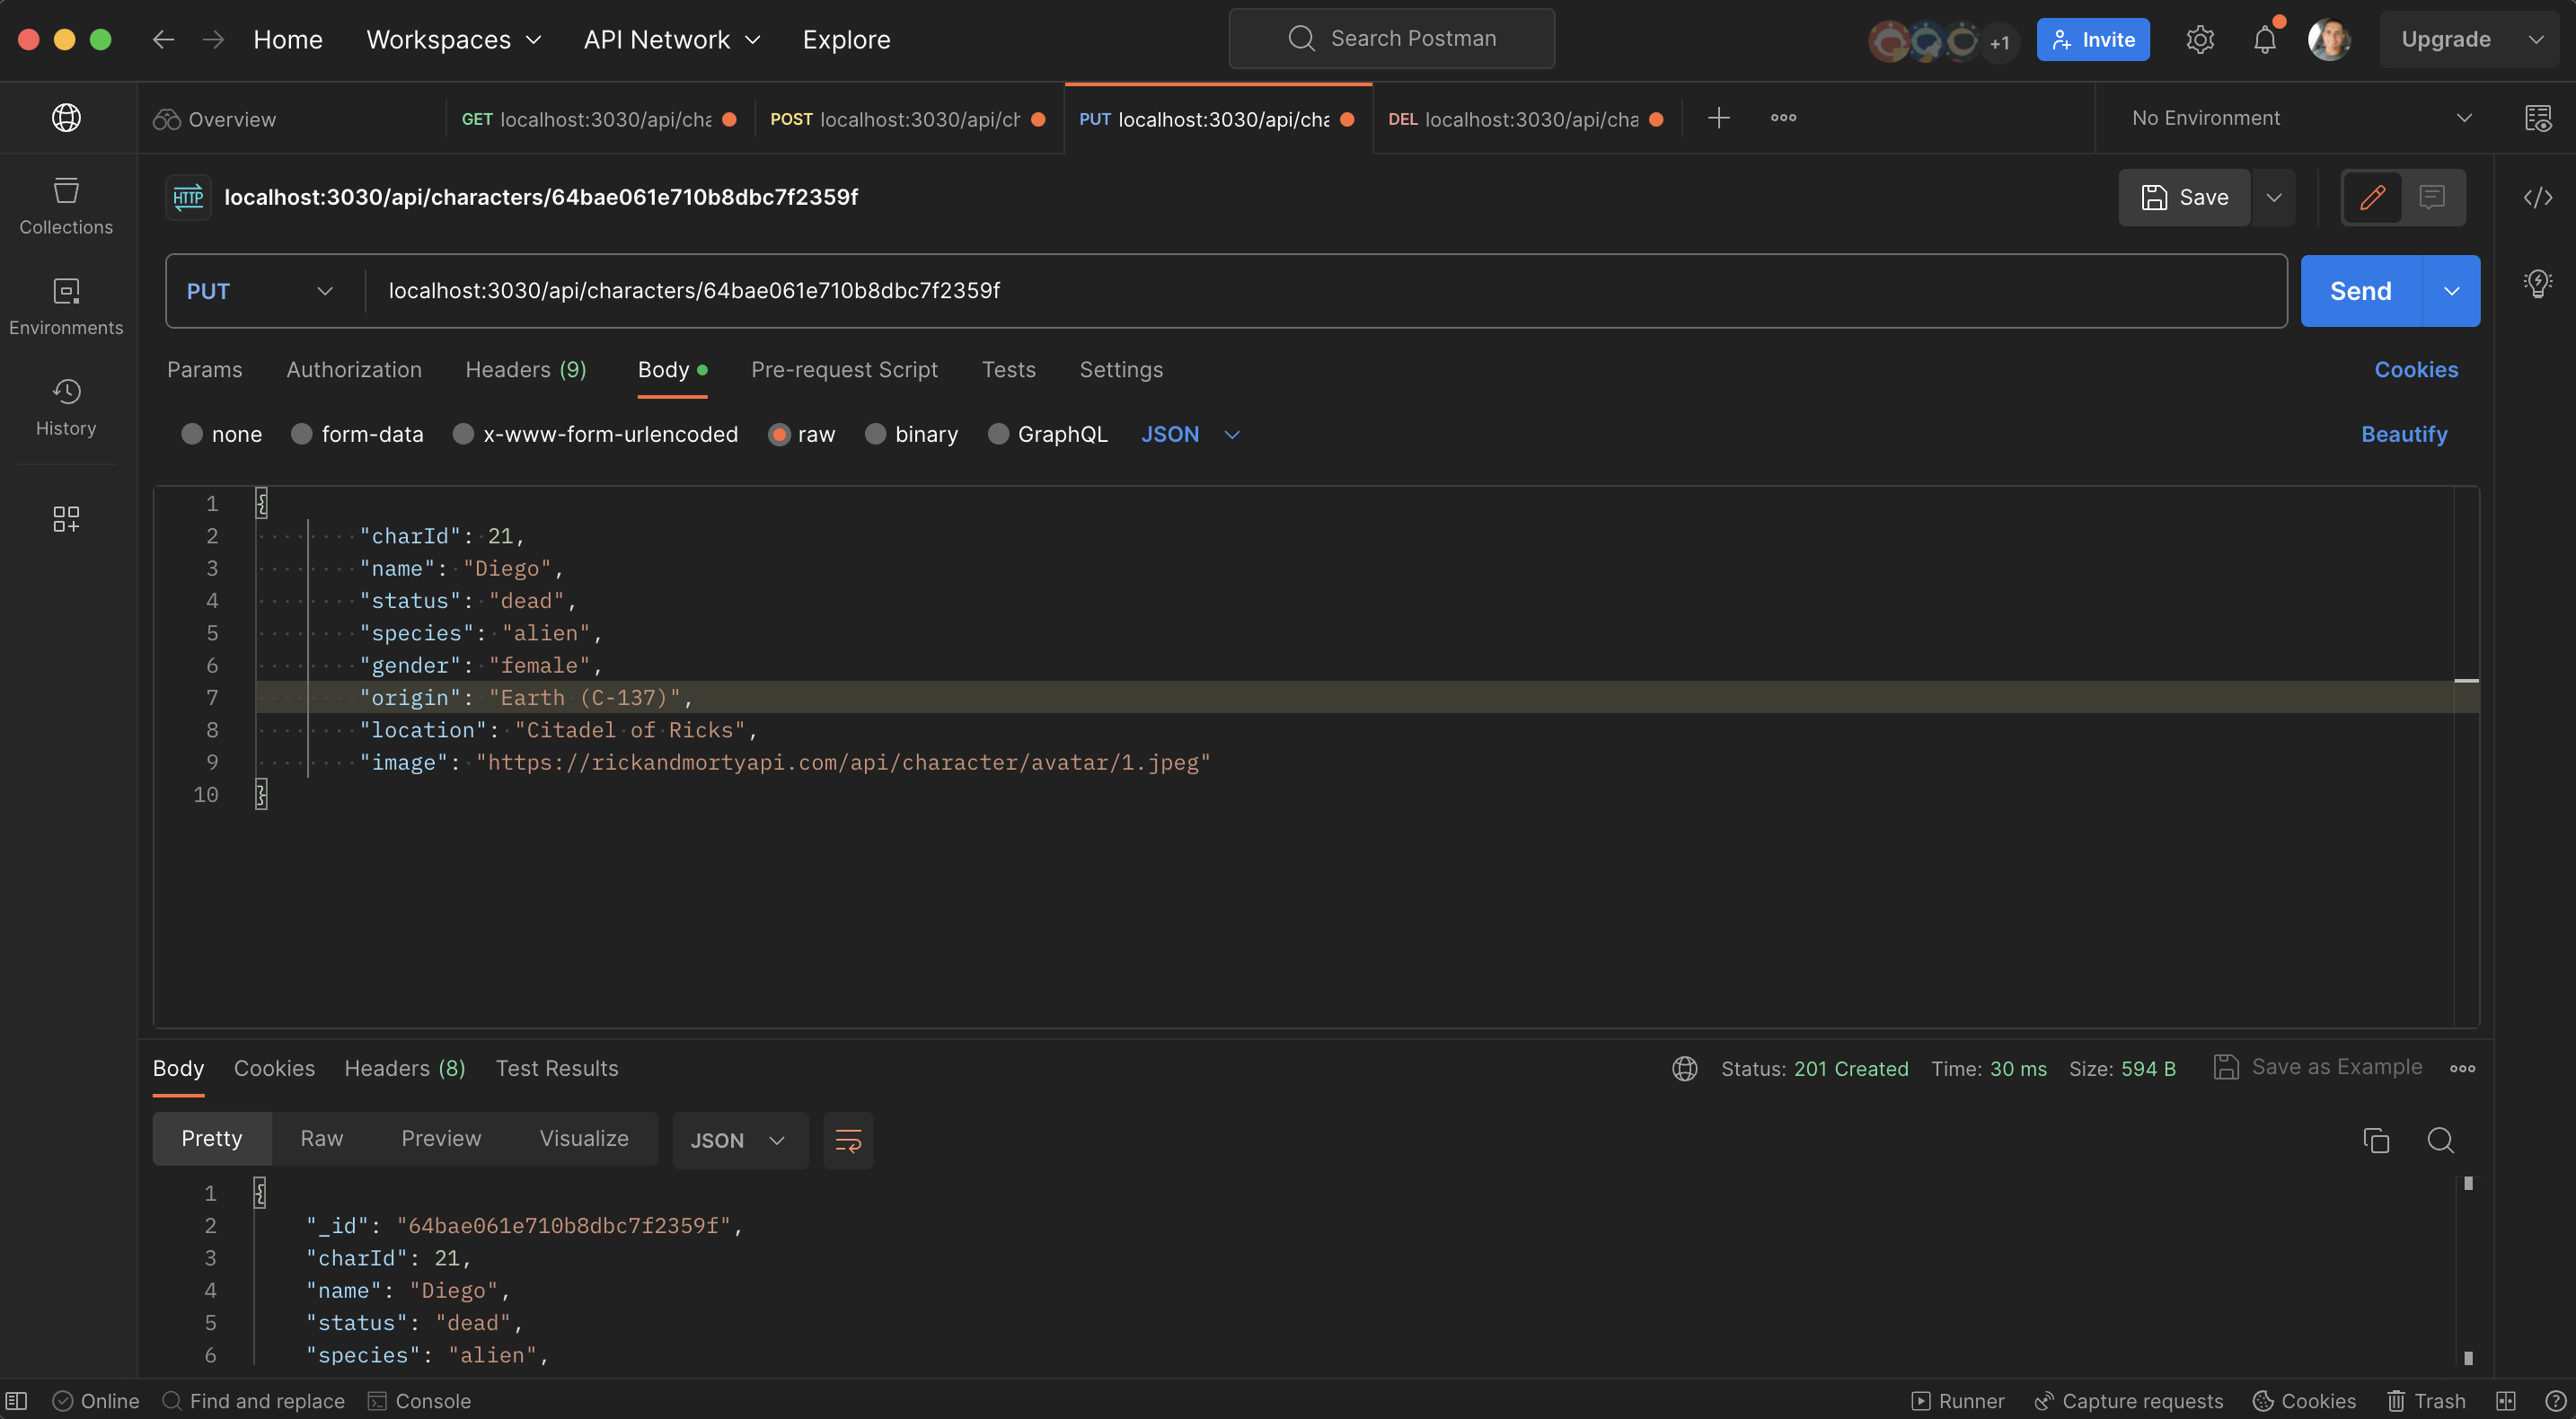 Home Workspaces API Network Explore Search Postman +1 Invite Upgrade
Overview GET localhost:3030/api/cha POST localhost:3030/api/ch PUT localhost:3030/api/cha DEL localhost:3030/api/cha No Environment
HTTP localhost:3030/api/characters/64bae061e710b8dbc7f2359f Save
Collections
PUT localhost:3030/api/characters/64bae061e710b8dbc7f2359f Send
Environments
Params Authorization Headers (9) Body Pre-request Script Tests Settings Cookies
History
none form-data x-www-form-urlencoded raw binary GraphQL JSON Beautify
1 {
2 "charId": 21,
3 "name": "Diego",
4 "status": "dead",
5 "species": "alien",
6 "gender": "female",
7 "origin": "Earth (C-137)",
8 "location": "Citadel of Ricks",
9 "image": "https://rickandmortyapi.com/api/character/avatar/1.jpeg"
10 }
Body Cookies Headers (8) Test Results Status: 201 Created Time: 30 ms Size: 594 B Save as Example
Pretty Raw Preview Visualize JSON
1 {
2 "_id": "64bae061e710b8dbc7f2359f",
3 "charId": 21,
4 "name": "Diego",
5 "status": "dead",
6 "species": "alien",
Online Find and replace Console Runner Capture requests Cookies Trash